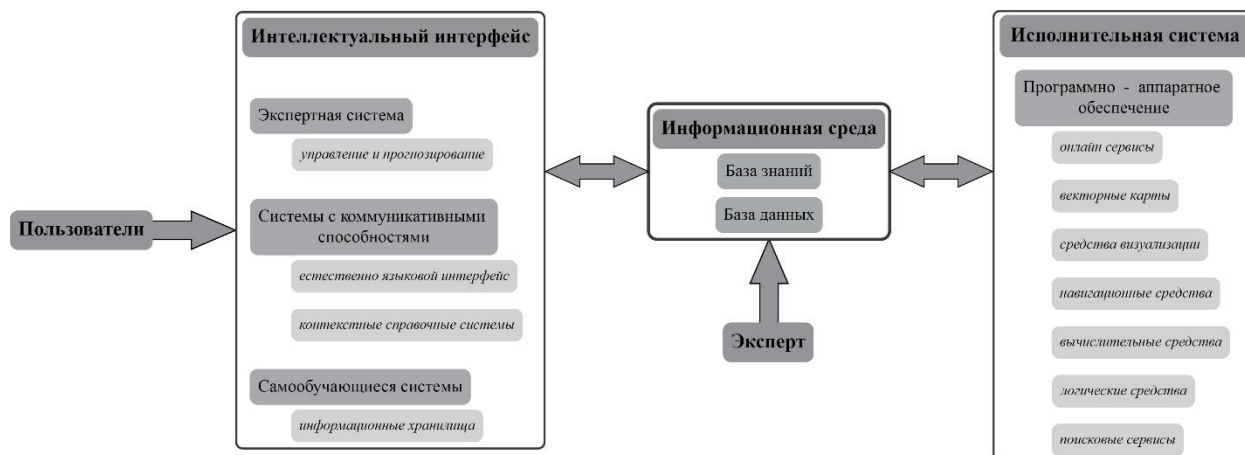 Пользователи
Интеллектуальный интерфейс
Экспертная система
управление и прогнозирование
Системы с коммуникативными
способностями
естественно языковой интерфейс
контекстные справочные системы
Самообучающиеся системы
информационные хранилища
Информационная среда
База знаний
База данных
Эксперт
Исполнительная система
Программно - аппаратное
обеспечение
онлайн сервисы
векторные карты
средства визуализации
навигационные средства
вычислительные средства
логические средства
поисковые сервисы